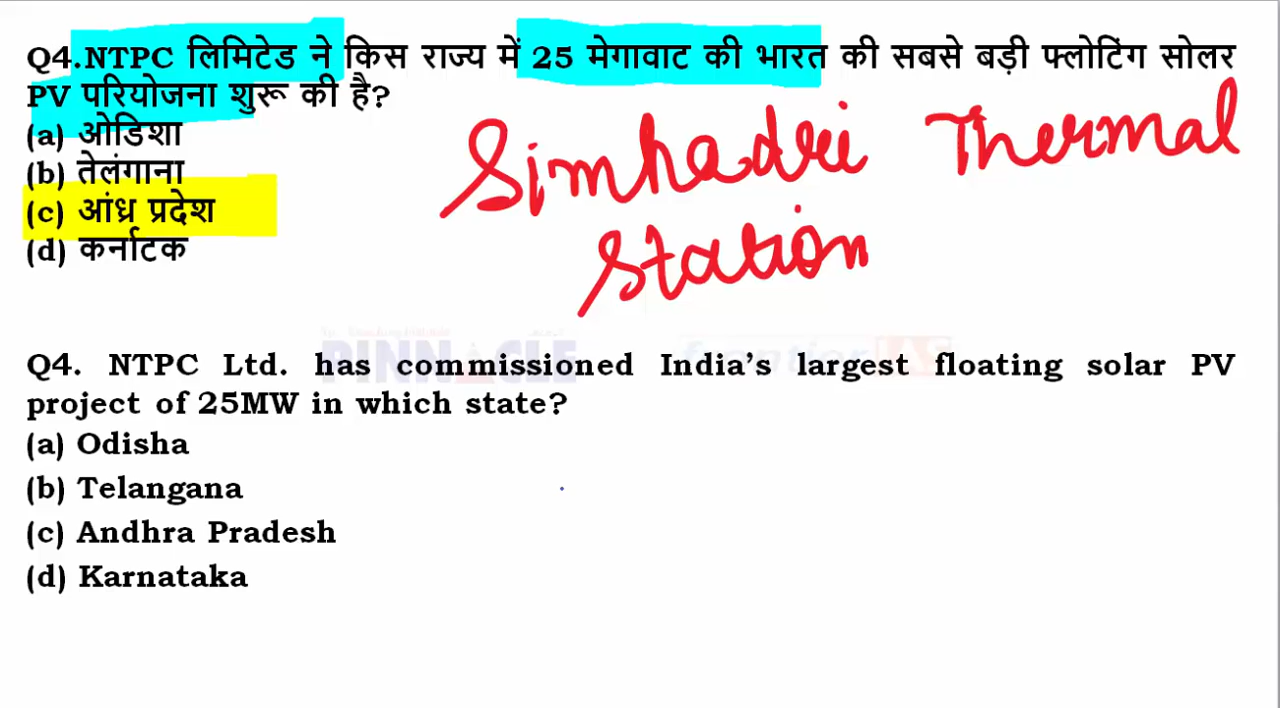 Q4.NTPC लिमिटेड ने किस राज्य में 25 मेगावाट की भारत की सबसे बड़ी फ्लोटिंग सोलर
PV परियोजना शुरू की है?
(a) ओडिशा
(b) तेलंगाना
(c) आंध्र प्रदेश
(d) कर्नाटक
Simhadri Thermal
Station
PINNACLE
Q4. NTPC Ltd. has commissioned India's largest floating solar PV
project of 25MW in which state?
(a) Odisha
(b) Telangana
(c) Andhra Pradesh
(d) Karnataka